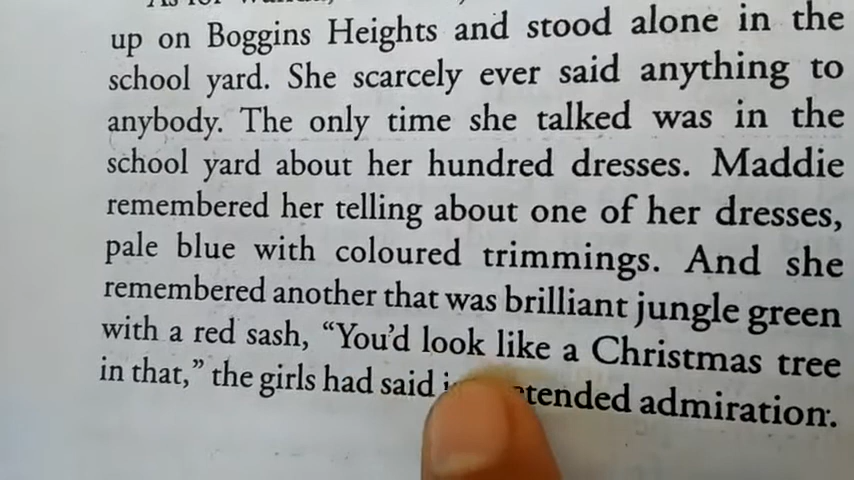 up on Boggins Heights and stood alone in the
school yard. She scarcely ever said anything to
anybody. The only time she talked was in the
school yard about her hundred dresses. Maddie
remembered her telling about one of her dresses,
pale blue with coloured trimmings. And she
remembered another that was brilliant jungle green
with a red sash, “You’d look like a Christmas tree
in that,” the girls had said admiration.